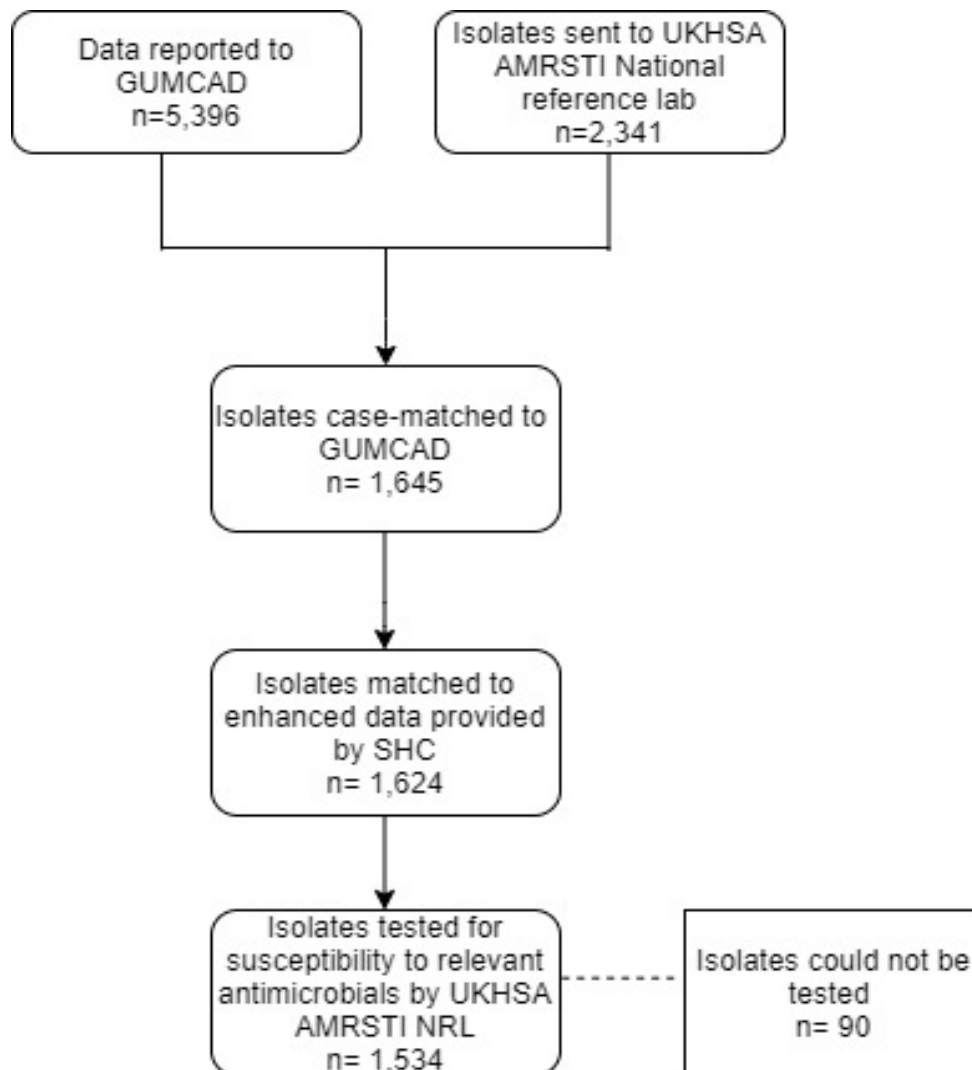 Data reported to
GUMCAD
n=5,396
Isolates sent to UKHSA
AMRSTI National
reference lab
n=2,341
Isolates case-matched to
GUMCAD
n= 1,645
Isolates matched to
enhanced data provided
by SHC
n= 1,624
Isolates tested for
susceptibility to relevant
antimicrobials by UKHSA
AMRSTI NRL
n= 1,534
Isolates could not be
tested
n= 90